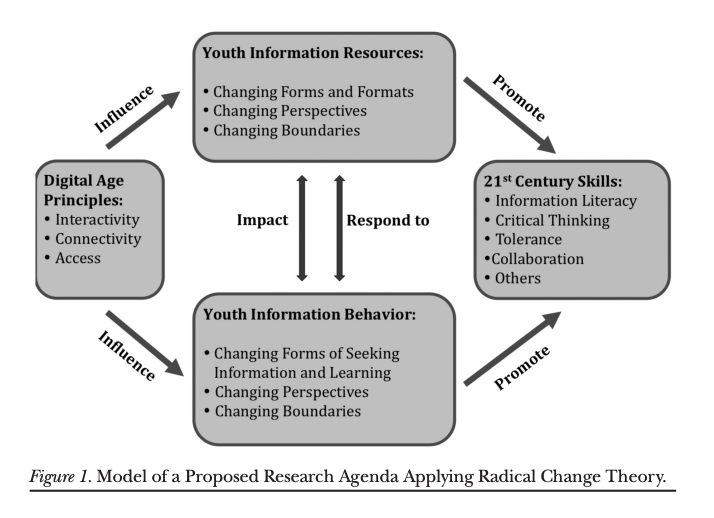 Youth Information Resources:
• Changing Forms and Formats
• Changing Perspectives
• Changing Boundaries
Influence
Promote
Digital Age
Principles:
• Interactivity
• Connectivity
• Access
Impact
Respond to
21st Century Skills:
• Information Literacy
• Critical Thinking
• Tolerance
•Collaboration
• Others
Influence
Promote
Youth Information Behavior:
• Changing Forms of Seeking
Information and Learning
• Changing Perspectives
• Changing Boundaries
Figure 1. Model of a Proposed Research Agenda Applying Radical Change Theory.